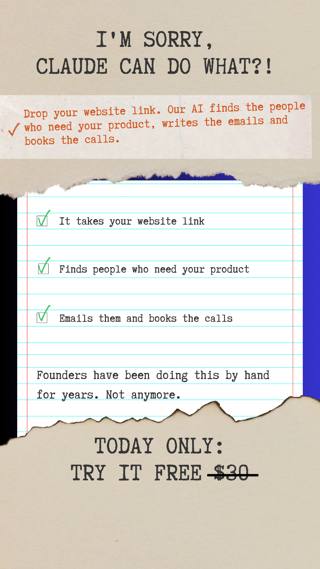 I'M SORRY,
CLAUDE CAN DO WHAT?!
Drop your website link. Our AI finds the people
who need your product, writes the emails and
books the calls.
It takes your website link
Finds people who need your product
Emails them and books the calls
Founders have been doing this by hand
for years. Not anymore.
TODAY ONLY:
TRY IT FREE $30